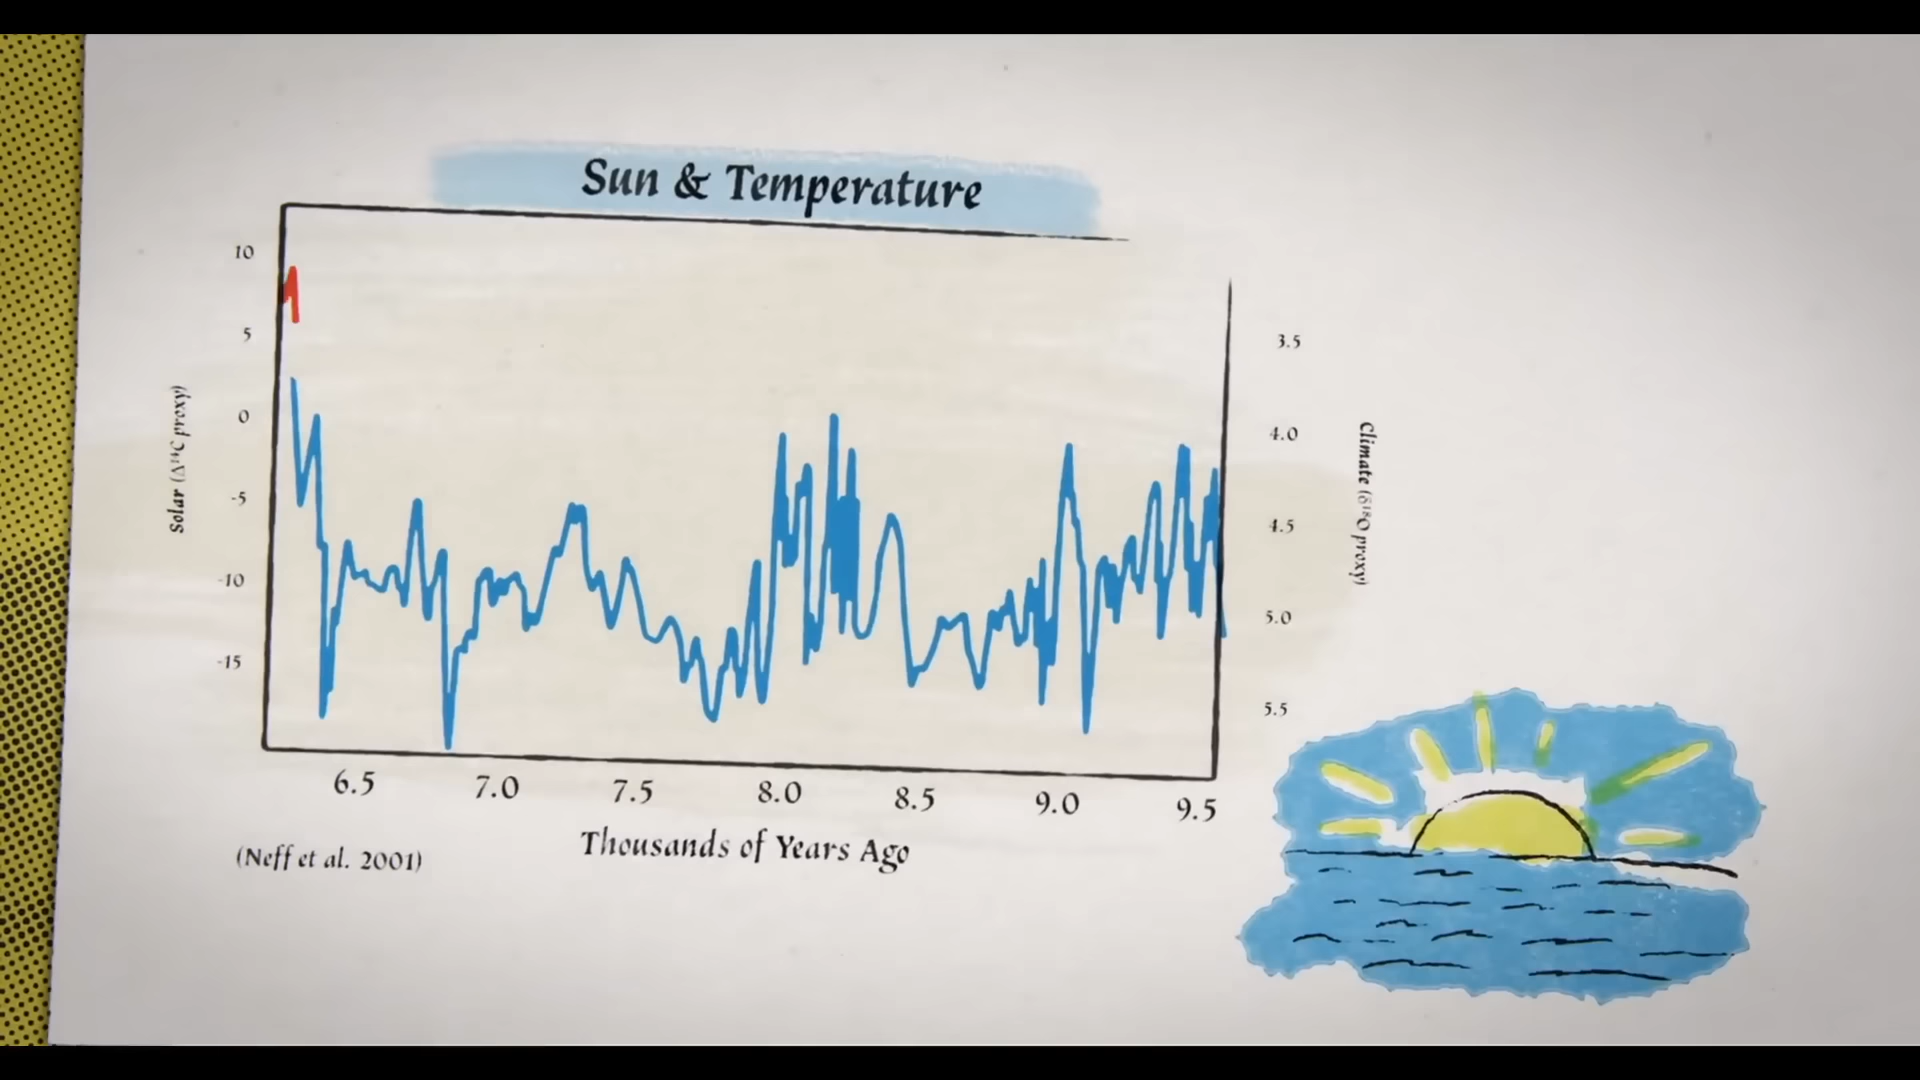 Sun & Temperature
10
5
0
-5
-10
-15
Solar (Δ¹⁴C proxy)
3.5
4.0
4.5
5.0
5.5
Climate (δ¹⁸O proxy)
6.5 7.0 7.5 8.0 8.5 9.0 9.5
Thousands of Years Ago
(Neff et al. 2001)